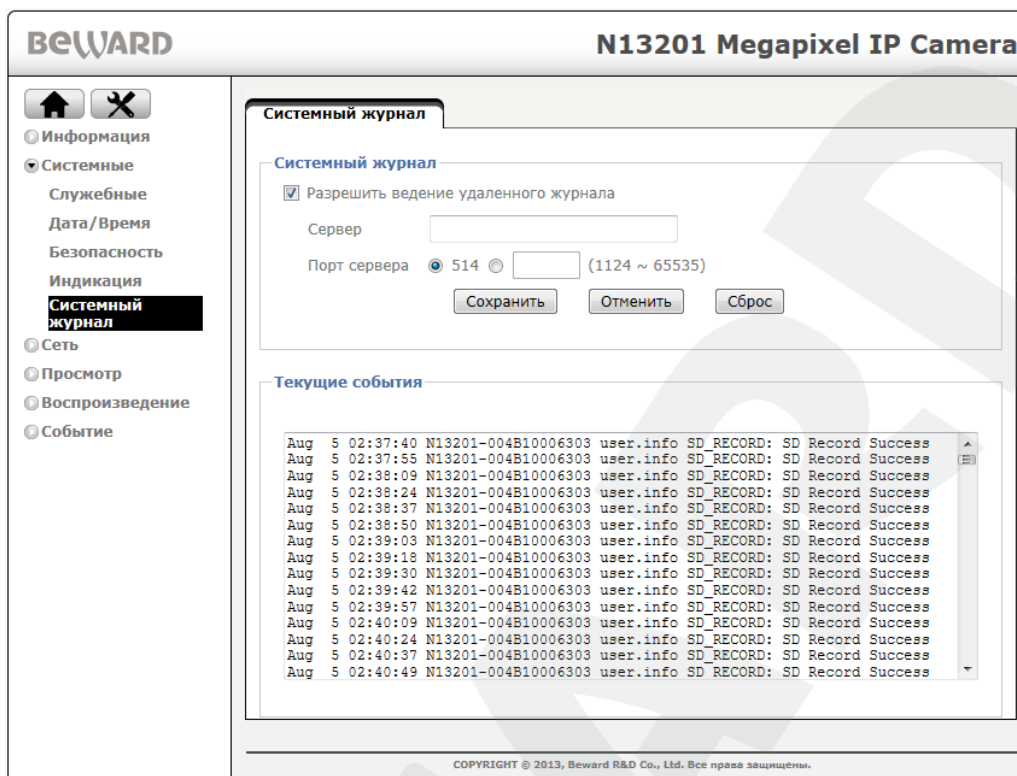 BEWARD
N13201 Megapixel IP Camera
Информация
Системные
Служебные
Дата/Время
Безопасность
Индикация
Системный
журнал
Сеть
Просмотр
Воспроизведение
Событие
Системный журнал
Системный журнал
Разрешить ведение удаленного журнала
Сервер
Порт сервера 514 (1124 ~ 65535)
Сохранить Отменить Сброс
Текущие события
Aug 5 02:37:40 N13201-004B10006303 user.info SD_RECORD: SD Record Success
Aug 5 02:37:55 N13201-004B10006303 user.info SD_RECORD: SD Record Success
Aug 5 02:38:09 N13201-004B10006303 user.info SD_RECORD: SD Record Success
Aug 5 02:38:24 N13201-004B10006303 user.info SD_RECORD: SD Record Success
Aug 5 02:38:37 N13201-004B10006303 user.info SD_RECORD: SD Record Success
Aug 5 02:38:50 N13201-004B10006303 user.info SD_RECORD: SD Record Success
Aug 5 02:39:03 N13201-004B10006303 user.info SD_RECORD: SD Record Success
Aug 5 02:39:18 N13201-004B10006303 user.info SD_RECORD: SD Record Success
Aug 5 02:39:30 N13201-004B10006303 user.info SD_RECORD: SD Record Success
Aug 5 02:39:42 N13201-004B10006303 user.info SD_RECORD: SD Record Success
Aug 5 02:39:57 N13201-004B10006303 user.info SD_RECORD: SD Record Success
Aug 5 02:40:09 N13201-004B10006303 user.info SD_RECORD: SD Record Success
Aug 5 02:40:24 N13201-004B10006303 user.info SD_RECORD: SD Record Success
Aug 5 02:40:37 N13201-004B10006303 user.info SD_RECORD: SD Record Success
Aug 5 02:40:49 N13201-004B10006303 user.info SD_RECORD: SD Record Success
COPYRIGHT © 2013, Beward R&D Co., Ltd. Все права защищены.